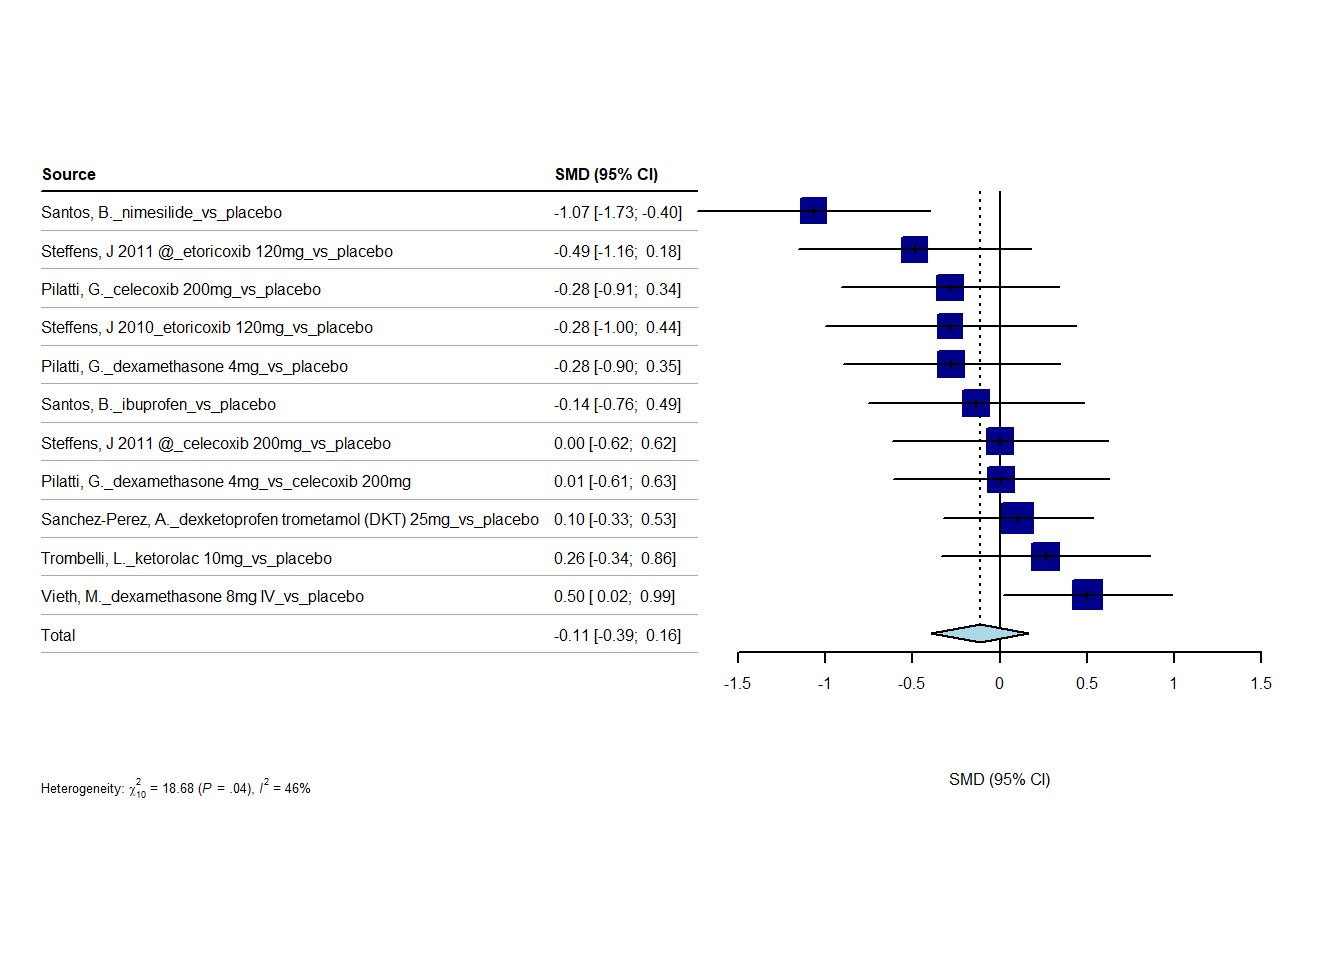 Source SMD (95% CI)
Santos, B._nimesilide_vs_placebo -1.07 [-1.73; -0.40]
Steffens, J 2011 @_etoricoxib 120mg_vs_placebo -0.49 [-1.16; 0.18]
Pilatti, G._celecoxib 200mg_vs_placebo -0.28 [-0.91; 0.34]
Steffens, J 2010_etoricoxib 120mg_vs_placebo -0.28 [-1.00; 0.44]
Pilatti, G._dexamethasone 4mg_vs_placebo -0.28 [-0.90; 0.35]
Santos, B._ibuprofen_vs_placebo -0.14 [-0.76; 0.49]
Steffens, J 2011 @_celecoxib 200mg_vs_placebo 0.00 [-0.62; 0.62]
Pilatti, G._dexamethasone 4mg_vs_celecoxib 200mg 0.01 [-0.61; 0.63]
Sanchez-Perez, A._dexketoprofen trometamol (DKT) 25mg_vs_placebo 0.10 [-0.33; 0.53]
Trombelli, L._ketorolac 10mg_vs_placebo 0.26 [-0.34; 0.86]
Vieth, M._dexamethasone 8mg IV_vs_placebo 0.50 [ 0.02; 0.99]
Total -0.11 [-0.39; 0.16]
-1.5 -1 -0.5 0 0.5 1 1.5
SMD (95% CI)
Heterogeneity: χ²₁₀ = 18.68 (P = .04), I² = 46%